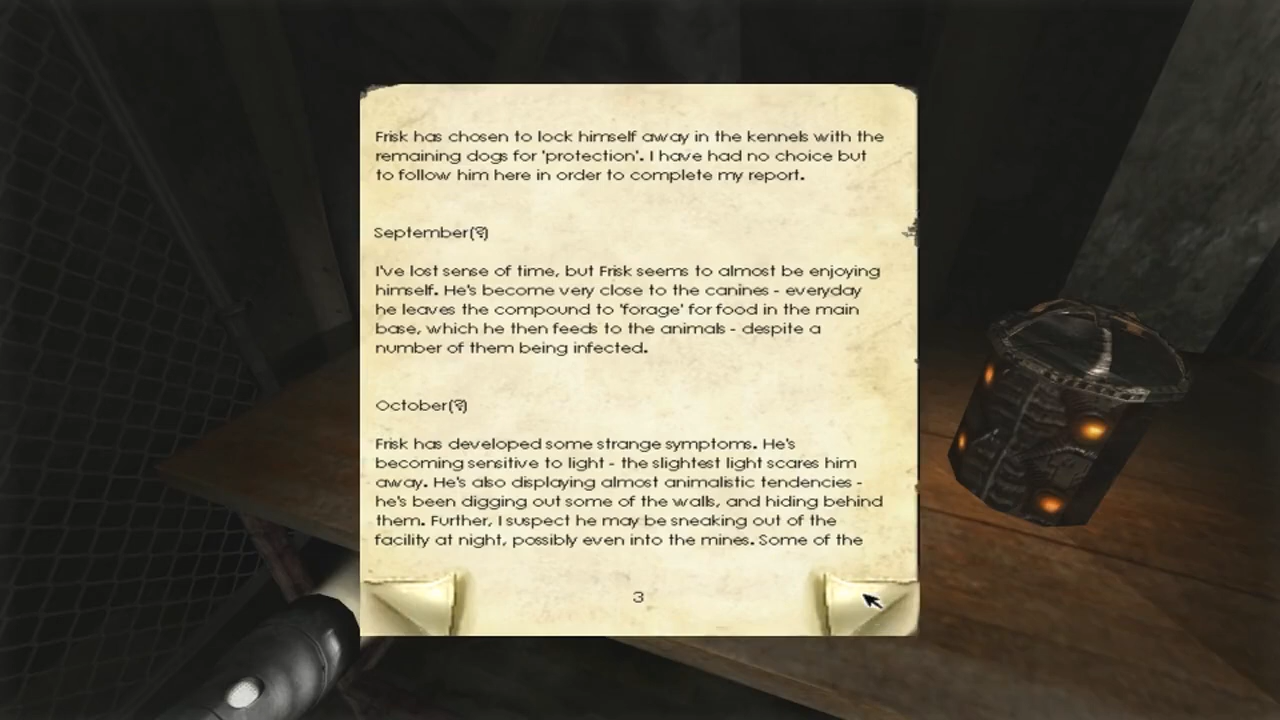 Frisk has chosen to lock himself away in the kennels with the
remaining dogs for 'protection'. I have had no choice but
to follow him here in order to complete my report.
September(?)
I've lost sense of time, but Frisk seems to almost be enjoying
himself. He's become very close to the canines - everyday
he leaves the compound to 'forage' for food in the main
base, which he then feeds to the animals - despite a
number of them being infected.
October(?)
Frisk has developed some strange symptoms. He's
becoming sensitive to light - the slightest light scares him
away. He's also displaying almost animalistic tendencies -
he's been digging out some of the walls, and hiding behind
them. Further, I suspect he may be sneaking out of the
facility at night, possibly even into the mines. Some of the
3